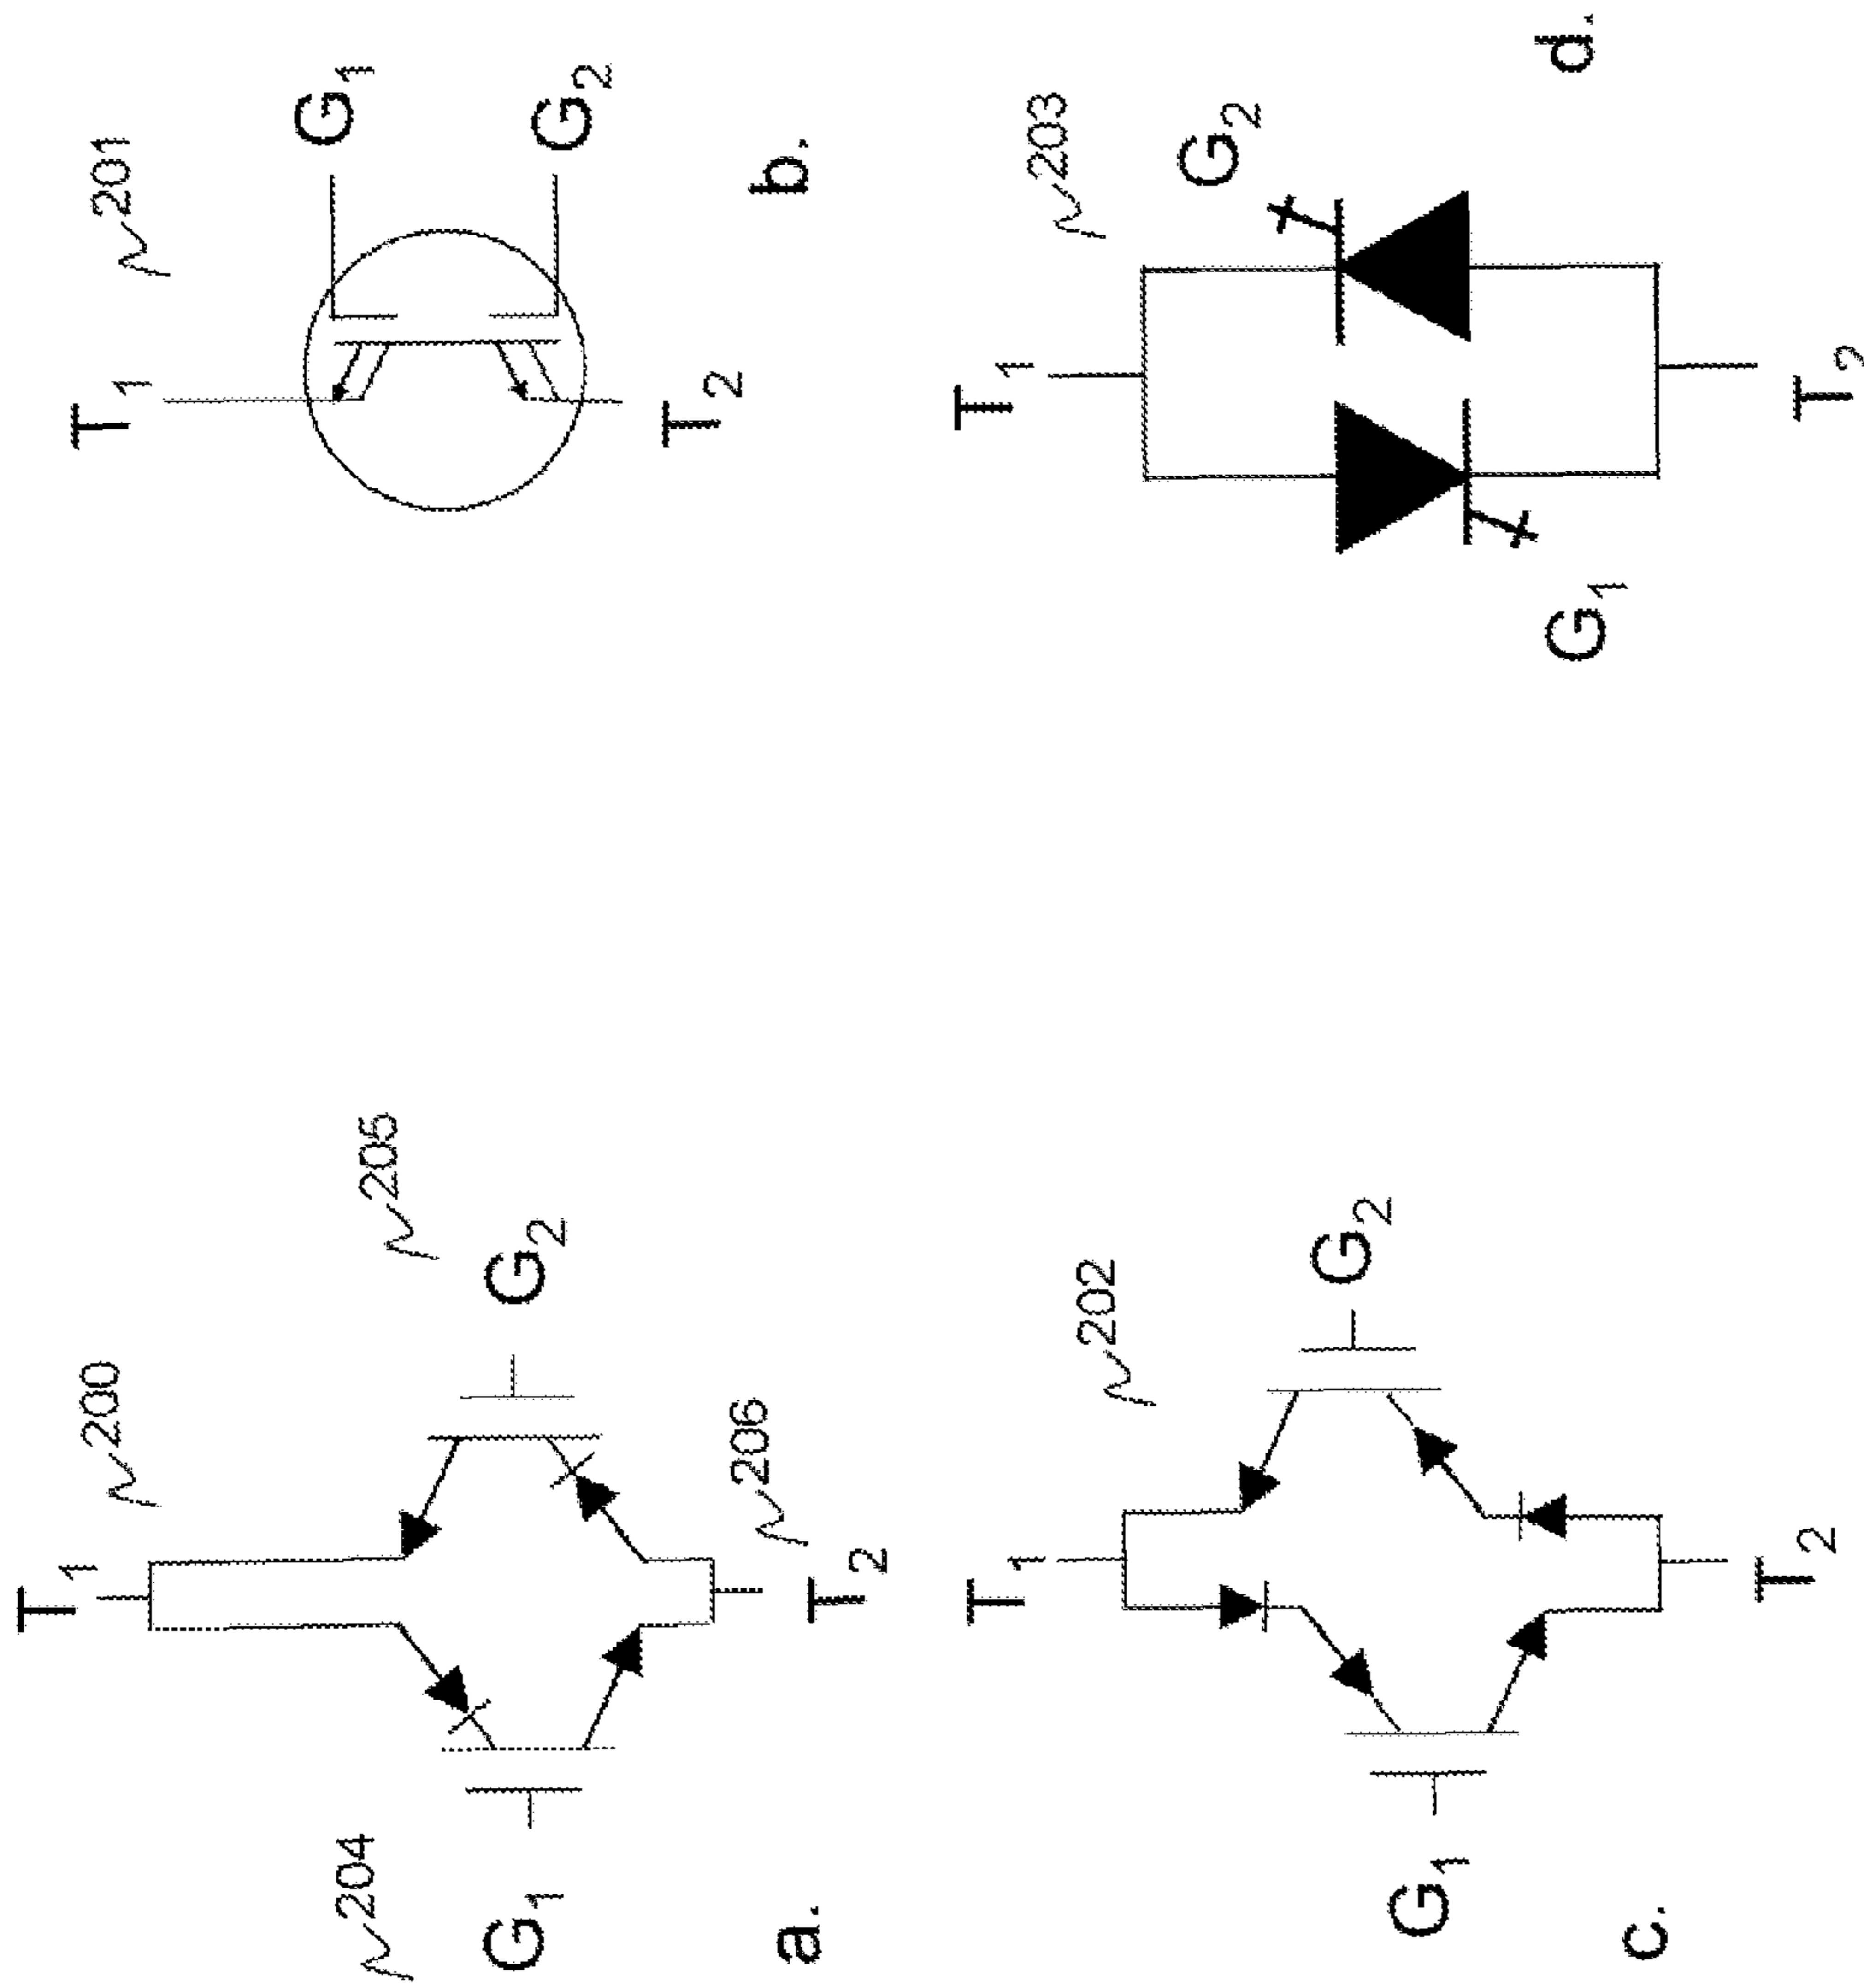 T₁
200
204
205
G₁
G₂
206
T₂
a.
T₁
201
G₁
G₂
T₂
b.
T₁
202
G₂
G₁
T₂
c.
T₁
203
G₂
G₁
T₂
d.